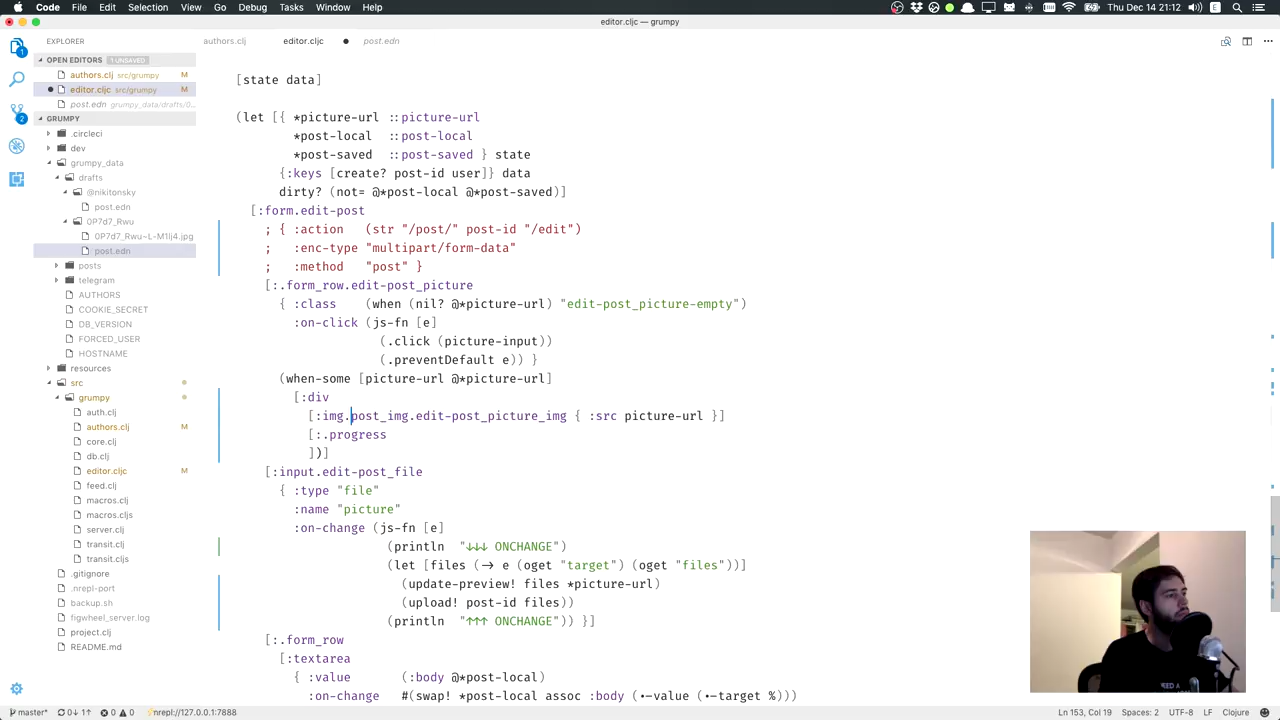 Code File Edit Selection View Go Debug Tasks Window Help
Thu Dec 14 21:12
editor.cljc — grumpy
EXPLORER
authors.clj editor.cljc post.edn
OPEN EDITORS 1 UNSAVED
authors.clj src/grumpy M
editor.cljc src/grumpy M
post.edn grumpy_data/drafts/0...
GRUMPY
.circleci
dev
grumpy_data
drafts
@nikitonsky
post.edn
0P7d7_Rwu
0P7d7_Rwu~L-M1lj4.jpg
post.edn
posts
telegram
AUTHORS
COOKIE_SECRET
DB_VERSION
FORCED_USER
HOSTNAME
resources
src
grumpy
auth.clj
authors.clj M
core.clj
db.clj
editor.cljc M
feed.clj
macros.clj
macros.cljs
server.clj
transit.clj
transit.cljs
.gitignore
.nrepl-port
backup.sh
figwheel_server.log
project.clj
README.md
[state data]
(let [{ *picture-url ::picture-url
*post-local ::post-local
*post-saved ::post-saved } state
{:keys [create? post-id user]} data
dirty? (not= @*post-local @*post-saved)]
[:form.edit-post
; { :action (str "/post/" post-id "/edit")
; :enc-type "multipart/form-data"
; :method "post" }
[:.form_row.edit-post_picture
{ :class (when (nil? @*picture-url) "edit-post_picture-empty")
:on-click (js-fn [e]
(.click (picture-input))
(.preventDefault e)) }
(when-some [picture-url @*picture-url]
[:div
[:img.post_img.edit-post_picture_img { :src picture-url }]
[:.progress
])]
[:input.edit-post_file
{ :type "file"
:name "picture"
:on-change (js-fn [e]
(println "↓↓↓ ONCHANGE")
(let [files (-> e (oget "target") (oget "files"))]
(update-preview! files *picture-url)
(upload! post-id files))
(println "↑↑↑ ONCHANGE")) }]
[:.form_row
[:textarea
{ :value (:body @*post-local)
:on-change #(swap! *post-local assoc :body (.-value (.-target %)))
master* 0↓ 1↑ 0 0 nrepl://127.0.0.1:7888
Ln 153, Col 19 Spaces: 2 UTF-8 LF Clojure